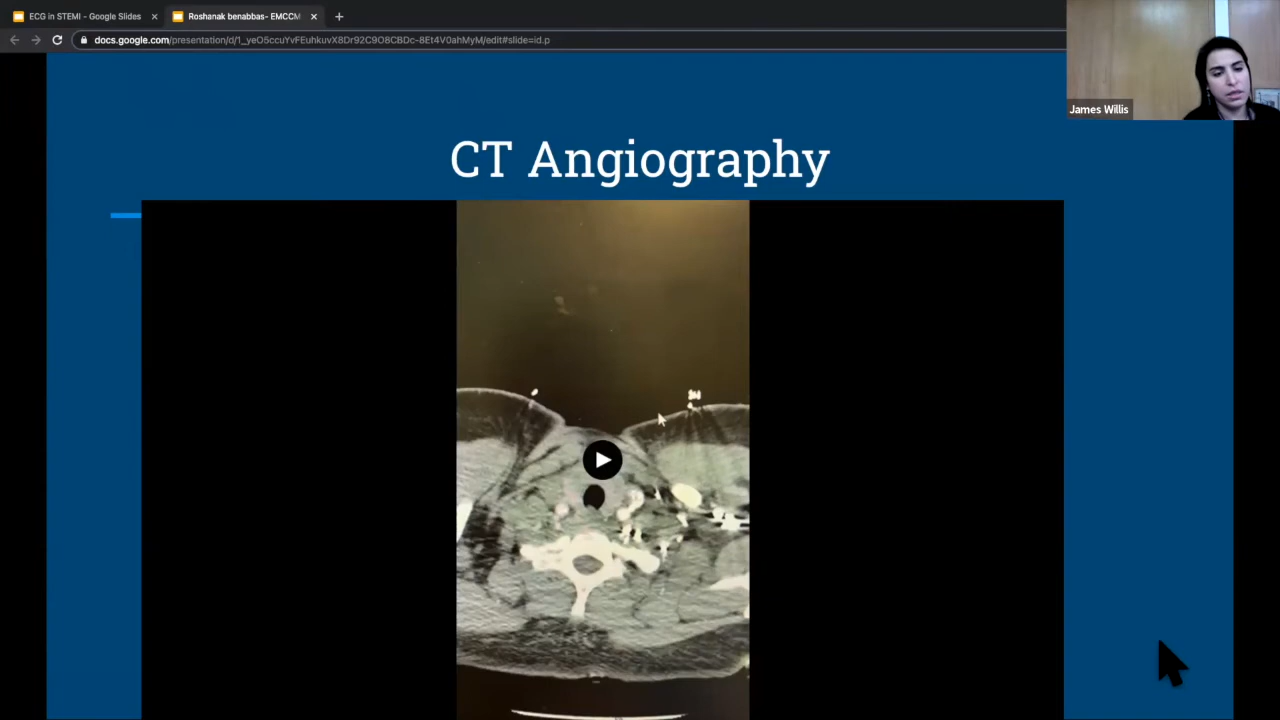 ECG in STEMI - Google Slides
Roshanak benabbas- EMCCM
docs.google.com/presentation/d/1_yeO5ccuYvFEuhkuvX8Dr92C9O8CBDc-8Et4V0ahMyM/edit#slide=id.p
James Willis
CT Angiography